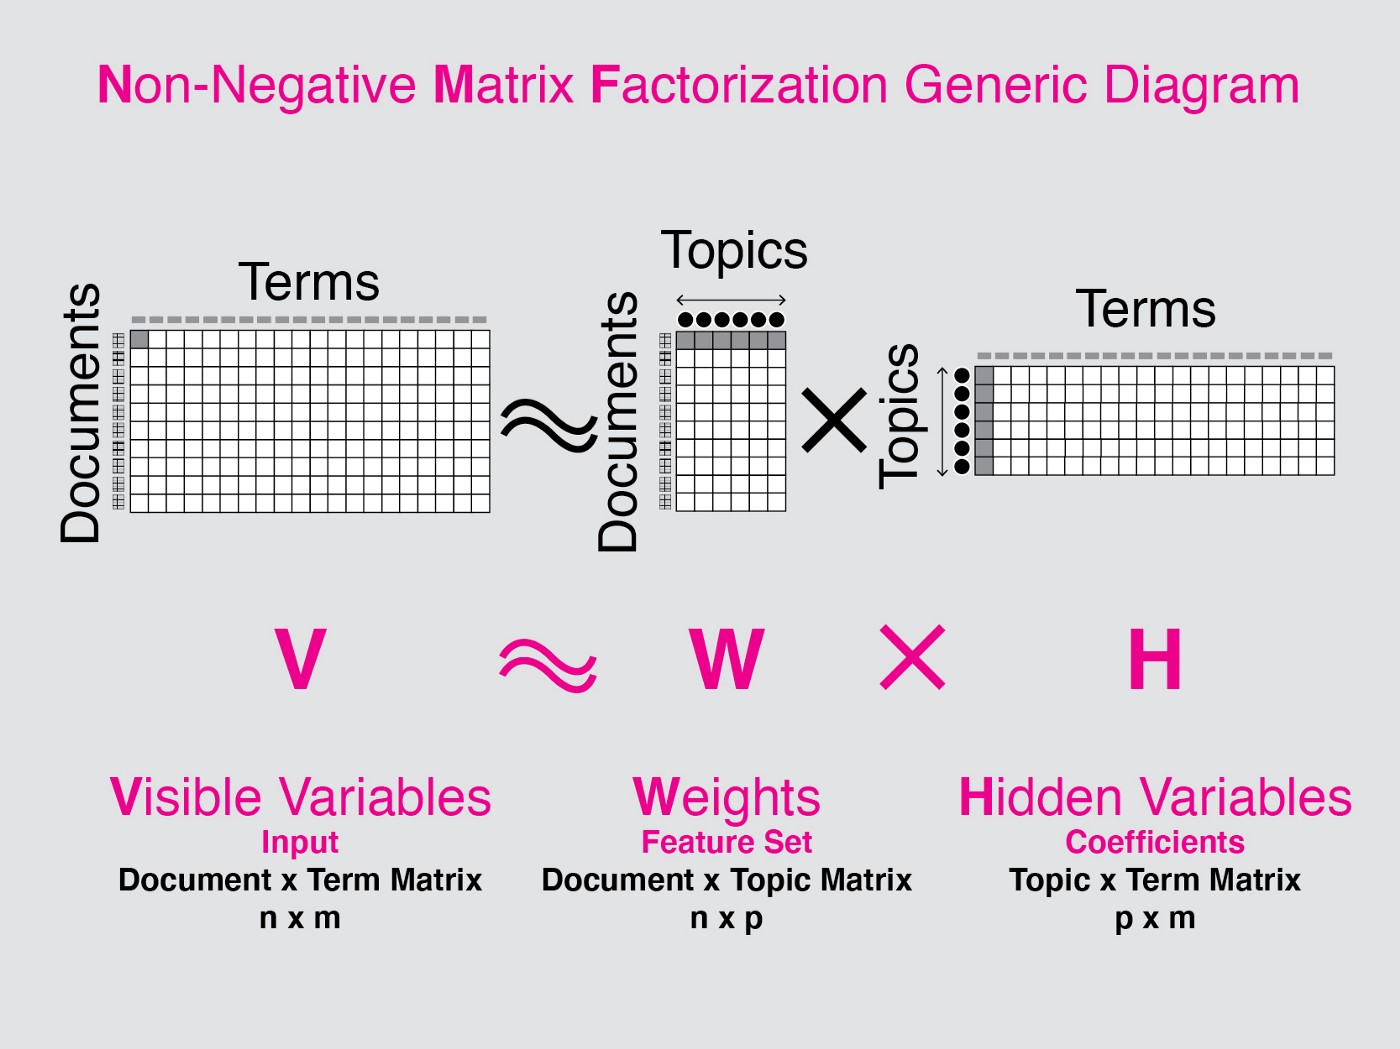 Non-Negative Matrix Factorization Generic Diagram
Terms
Documents
≈
Topics
Documents
×
Terms
Topics
V ≈ W × H
Visible Variables
Input
Document x Term Matrix
n x m
Weights
Feature Set
Document x Topic Matrix
n x p
Hidden Variables
Coefficients
Topic x Term Matrix
p x m